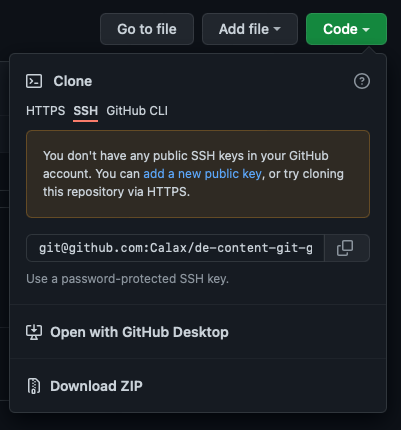 Go to file Add file Code
Clone
HTTPS SSH GitHub CLI
You don't have any public SSH keys in your GitHub
account. You can add a new public key, or try cloning
this repository via HTTPS.
git@github.com:Calax/de-content-git-g
Use a password-protected SSH key.
Open with GitHub Desktop
Download ZIP